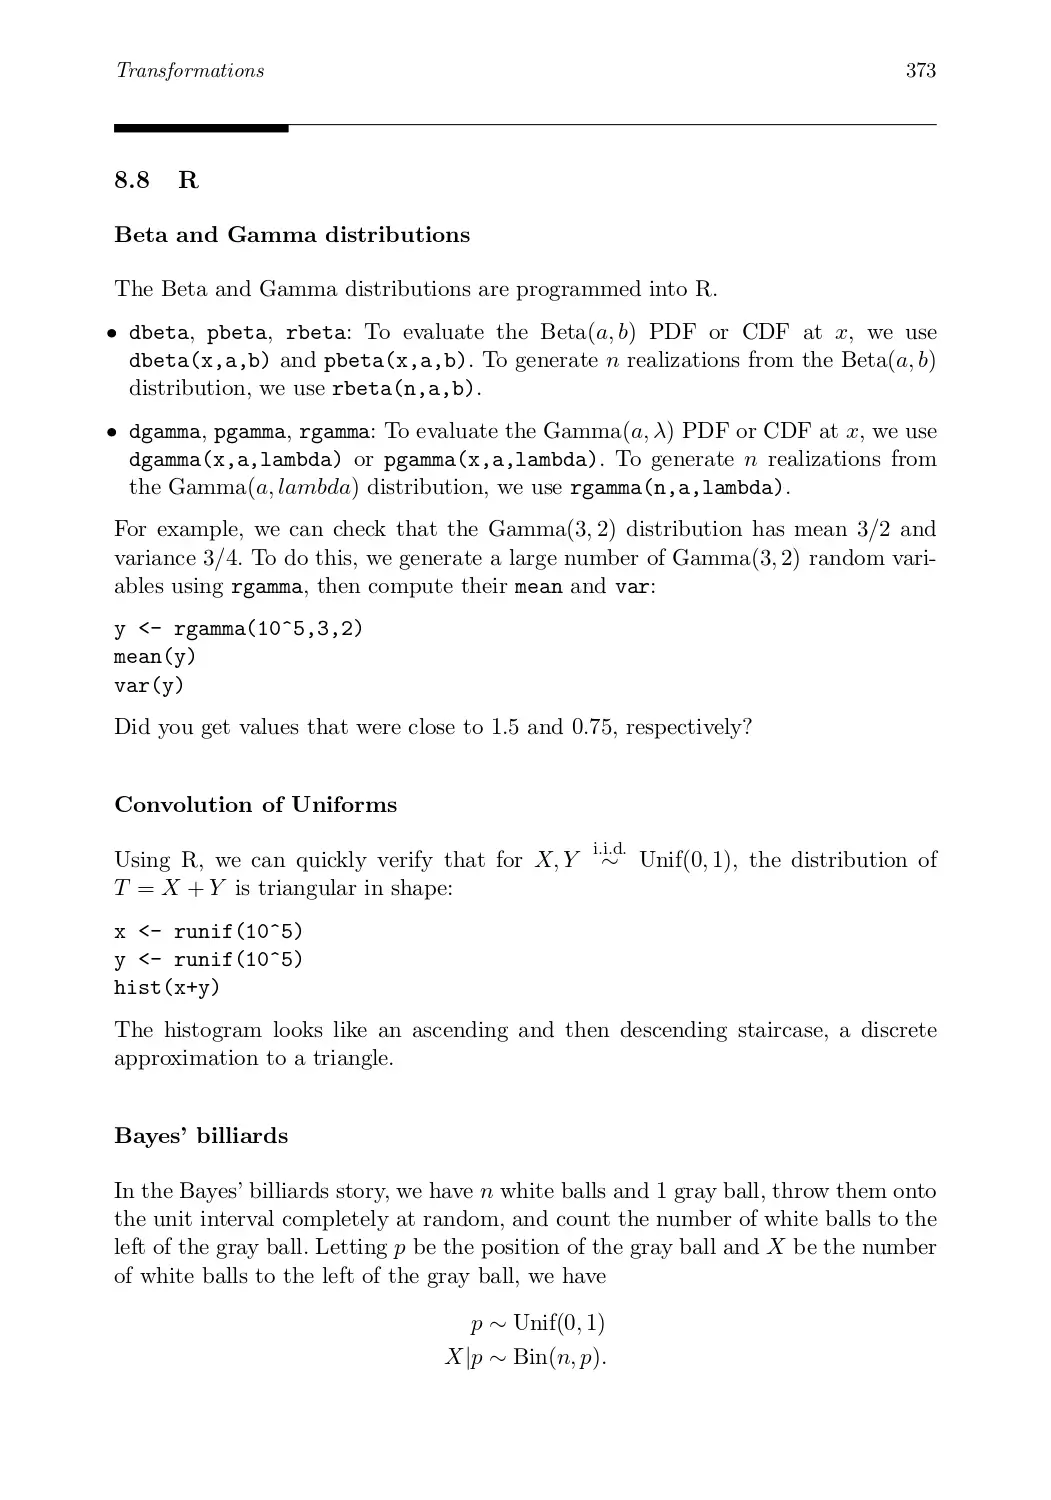 Transformations 373
8.8 R
Beta and Gamma distributions
The Beta and Gamma distributions are programmed into R.
• dbeta, pbeta, rbeta: To evaluate the Beta(a, b) PDF or CDF at x, we use
dbeta(x,a,b) and pbeta(x,a,b). To generate n realizations from the Beta(a, b)
distribution, we use rbeta(n,a,b).
• dgamma, pgamma, rgamma: To evaluate the Gamma(a, λ) PDF or CDF at x, we use
dgamma(x,a,lambda) or pgamma(x,a,lambda). To generate n realizations from
the Gamma(a, lambda) distribution, we use rgamma(n,a,lambda).
For example, we can check that the Gamma(3, 2) distribution has mean 3/2 and
variance 3/4. To do this, we generate a large number of Gamma(3, 2) random vari-
ables using rgamma, then compute their mean and var:
y <- rgamma(10^5,3,2)
mean(y)
var(y)
Did you get values that were close to 1.5 and 0.75, respectively?
Convolution of Uniforms
Using R, we can quickly verify that for X, Y i.i.d. ∼ Unif(0, 1), the distribution of
T = X + Y is triangular in shape:
x <- runif(10^5)
y <- runif(10^5)
hist(x+y)
The histogram looks like an ascending and then descending staircase, a discrete
approximation to a triangle.
Bayes’ billiards
In the Bayes’ billiards story, we have n white balls and 1 gray ball, throw them onto
the unit interval completely at random, and count the number of white balls to the
left of the gray ball. Letting p be the position of the gray ball and X be the number
of white balls to the left of the gray ball, we have
p ∼ Unif(0, 1)
X|p ∼ Bin(n, p).